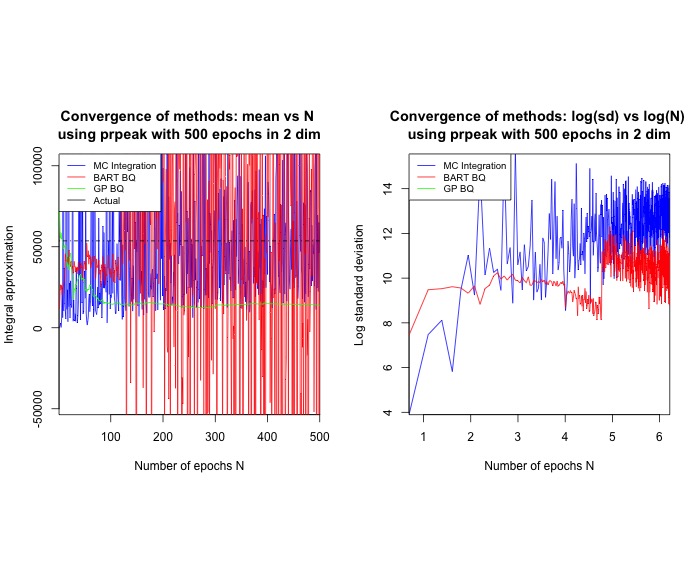 Convergence of methods: mean vs N
using prpeak with 500 epochs in 2 dim
MC Integration
BART BQ
GP BQ
Actual
Integral approximation
-50000
0
50000
100000
100
200
300
400
500
Number of epochs N
Convergence of methods: log(sd) vs log(N)
using prpeak with 500 epochs in 2 dim
MC Integration
BART BQ
GP BQ
Log standard deviation
4
6
8
10
12
14
1
2
3
4
5
6
Number of epochs N